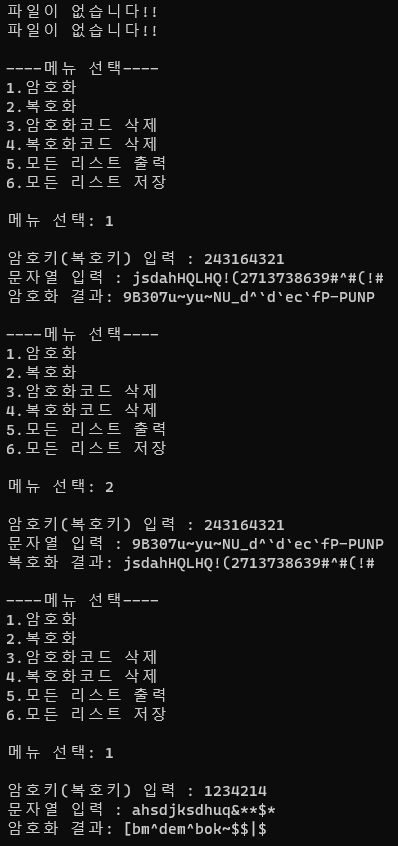 파일이 없습니다!!
파일이 없습니다!!
----메뉴 선택----
1.암호화
2.복호화
3.암호화코드 삭제
4.복호화코드 삭제
5.모든 리스트 출력
6.모든 리스트 저장
메뉴 선택: 1
암호키(복호키) 입력 : 243164321
문자열 입력 : jsdahHQLHQ!(2713738639#^#(!#
암호화 결과: 9B307u~yu~NU_d^`d`ec`fP-PUNP
----메뉴 선택----
1.암호화
2.복호화
3.암호화코드 삭제
4.복호화코드 삭제
5.모든 리스트 출력
6.모든 리스트 저장
메뉴 선택: 2
암호키(복호키) 입력 : 243164321
문자열 입력 : 9B307u~yu~NU_d^`d`ec`fP-PUNP
복호화 결과: jsdahHQLHQ!(2713738639#^#(!#
----메뉴 선택----
1.암호화
2.복호화
3.암호화코드 삭제
4.복호화코드 삭제
5.모든 리스트 출력
6.모든 리스트 저장
메뉴 선택: 1
암호키(복호키) 입력 : 1234214
문자열 입력 : ahsdjksdhuq&**$*
암호화 결과: [bm^dem^bok~$$|$